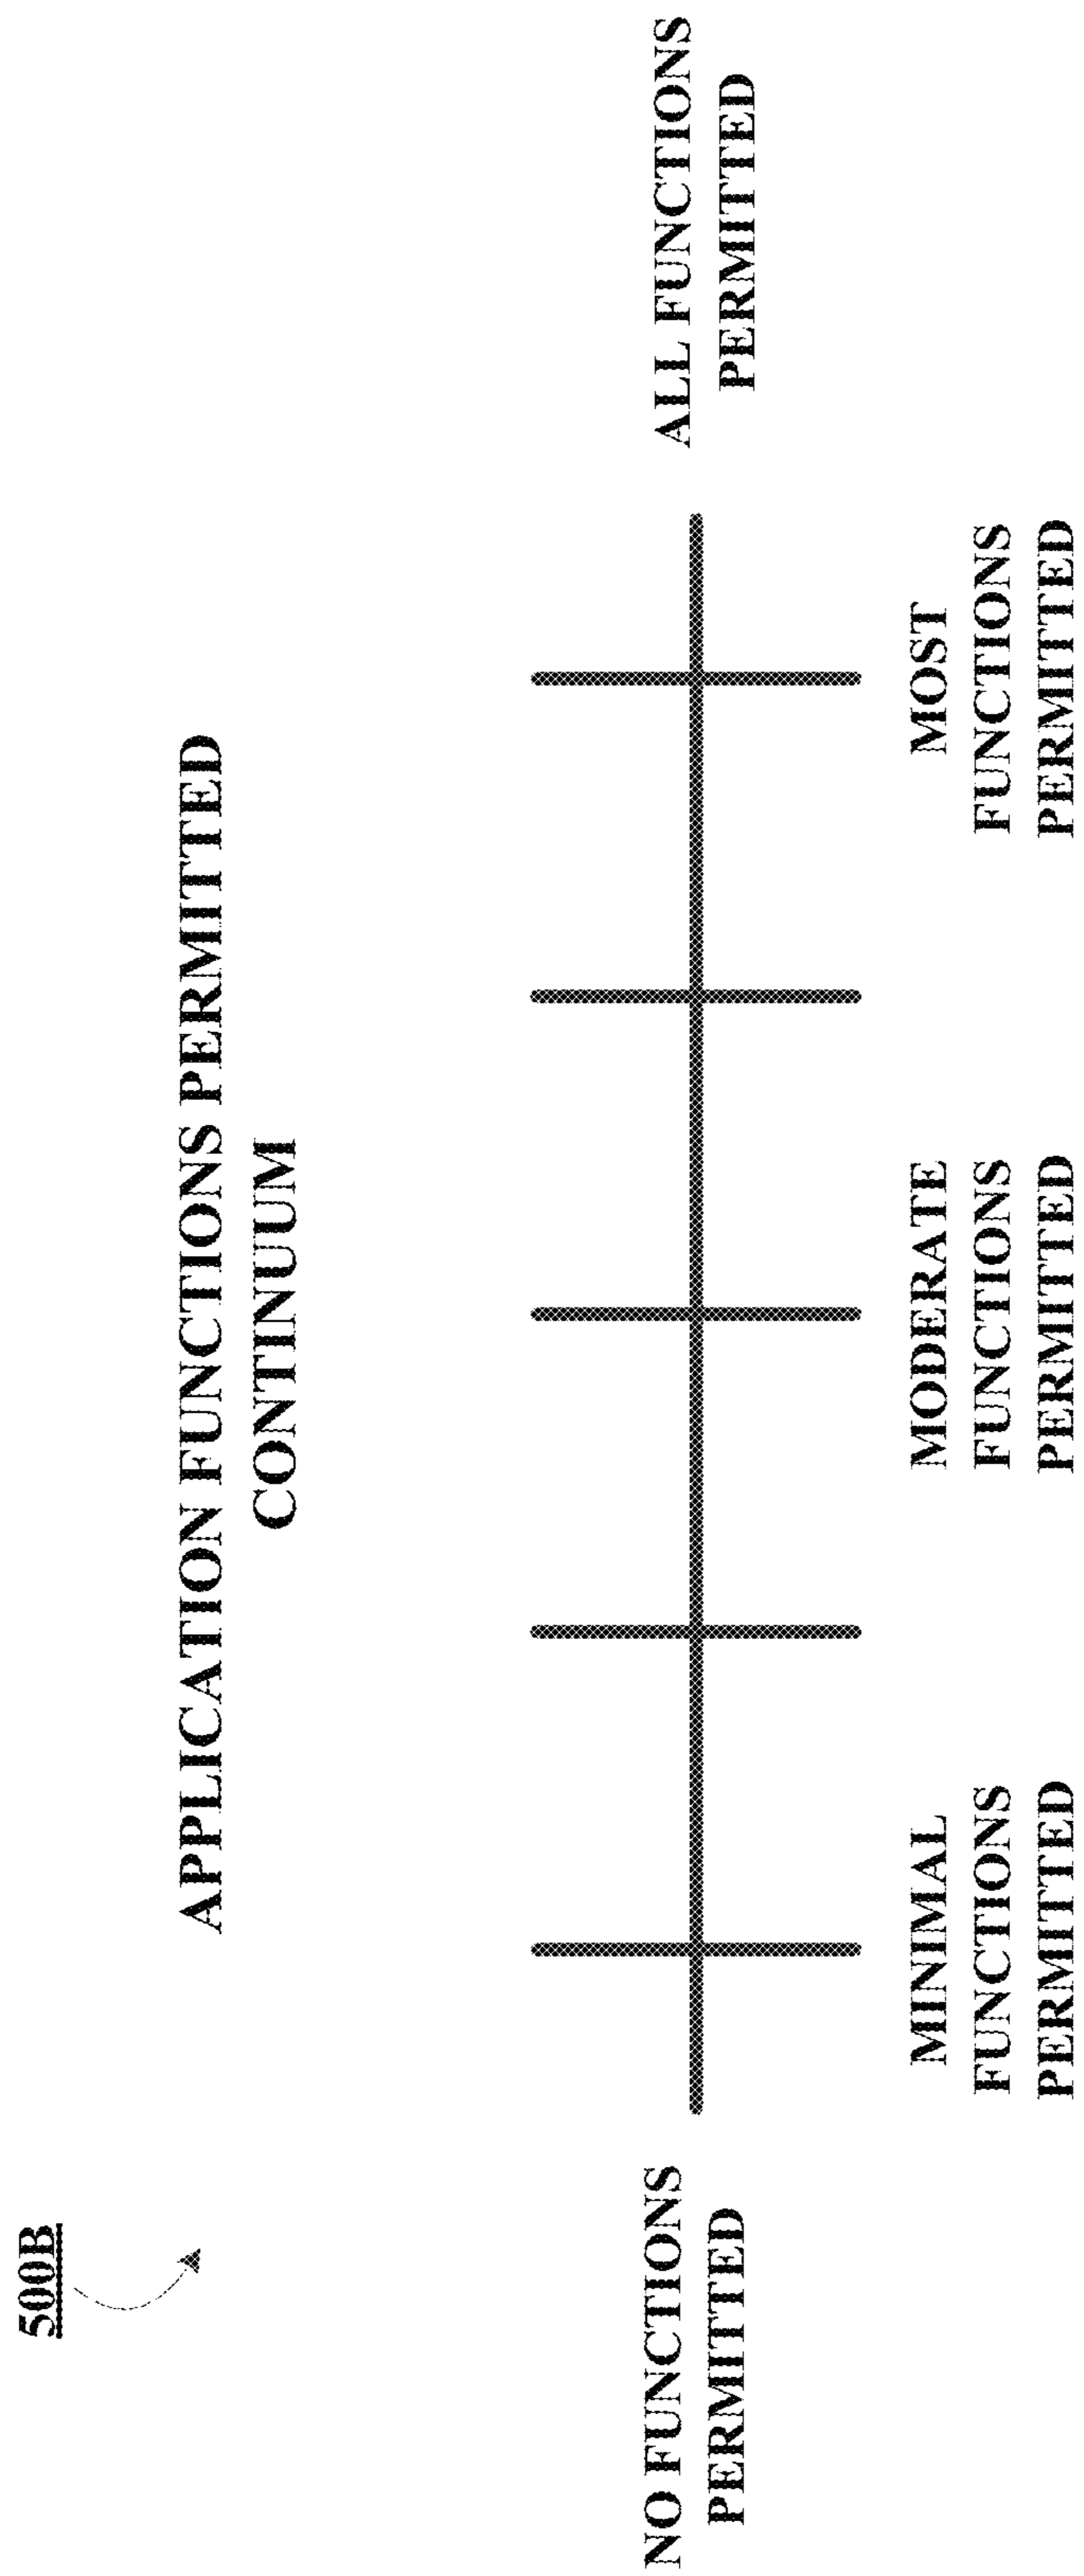 500B
APPLICATION FUNCTIONS PERMITTED
CONTINUUM
NO FUNCTIONS
PERMITTED
ALL FUNCTIONS
PERMITTED
MINIMAL
FUNCTIONS
PERMITTED
MODERATE
FUNCTIONS
PERMITTED
MOST
FUNCTIONS
PERMITTED